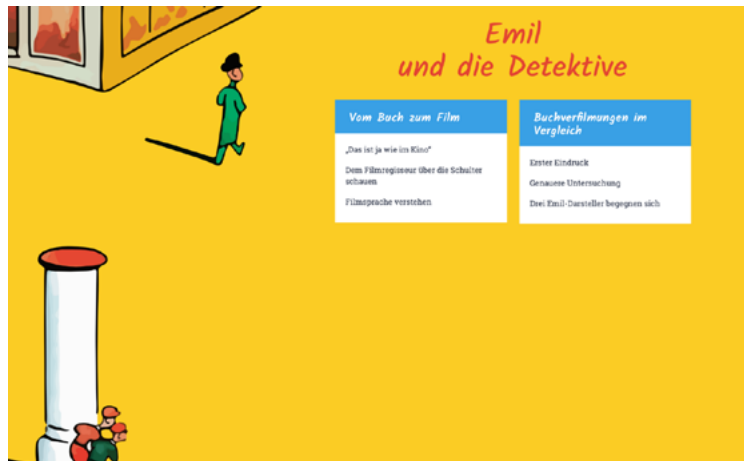 Emil
und die Detektive
Vom Buch zum Film
„Das ist ja wie im Kino“
Dem Filmregisseur über die Schulter
schauen
Filmsprache verstehen
Buchverfilmungen im
Vergleich
Erster Eindruck
Genauere Untersuchung
Drei Emil-Darsteller begegnen sich